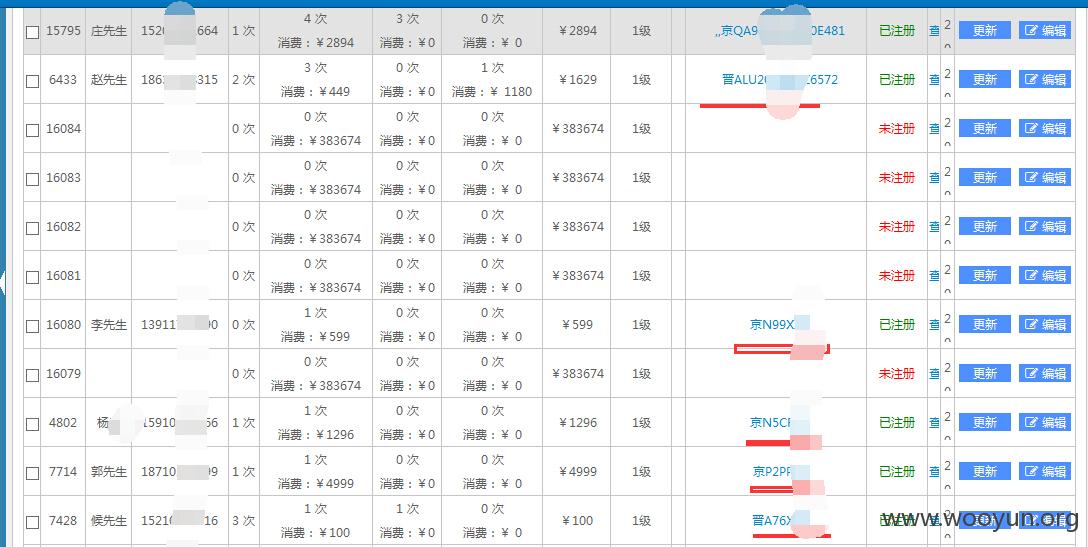 4 次 3 次 0 次
15795 庄先生 1520 664 1 次 消费：￥2894 消费：￥0 消费：￥ 0 ￥2894 1级 ,,京QA9 0E481 已注册 2 更新 编辑
3 次 0 次 1 次
6433 赵先生 186 315 2 次 消费：￥449 消费：￥0 消费：￥ 1180 ￥1629 1级 晋ALU20 6572 已注册 查 2 更新 编辑
0 次 0 次 0 次
16084 0 次 消费：￥383674 消费：￥0 消费：￥ 0 ￥383674 1级 未注册 查 2 更新 编辑
0 次 0 次 0 次
16083 0 次 消费：￥383674 消费：￥0 消费：￥ 0 ￥383674 1级 未注册 查 2 更新 编辑
0 次 0 次 0 次
16082 0 次 消费：￥383674 消费：￥0 消费：￥ 0 ￥383674 1级 未注册 查 2 更新 编辑
0 次 0 次 0 次
16081 0 次 消费：￥383674 消费：￥0 消费：￥ 0 ￥383674 1级 未注册 查 2 更新 编辑
1 次 0 次 0 次
16080 李先生 13911 0 0 次 消费：￥599 消费：￥0 消费：￥ 0 ￥599 1级 京N99X 已注册 查 2 更新 编辑
0 次 0 次 0 次
16079 0 次 消费：￥383674 消费：￥0 消费：￥ 0 ￥383674 1级 未注册 查 2 更新 编辑
1 次 0 次 0 次
4802 杨 15910 66 1 次 消费：￥1296 消费：￥0 消费：￥ 0 ￥1296 1级 京N5C 已注册 查 2 更新 编辑
1 次 0 次 0 次
7714 郭先生 18710 9 1 次 消费：￥4999 消费：￥0 消费：￥ 0 ￥4999 1级 京P2P 已注册 查 2 更新 编辑
1 次 1 次 0 次
7428 候先生 1521 16 3 次 消费：￥100 消费：￥0 消费：￥ 0 ￥100 1级 晋A76X 已注册 查 2 更新 编辑
www.wooyun.org